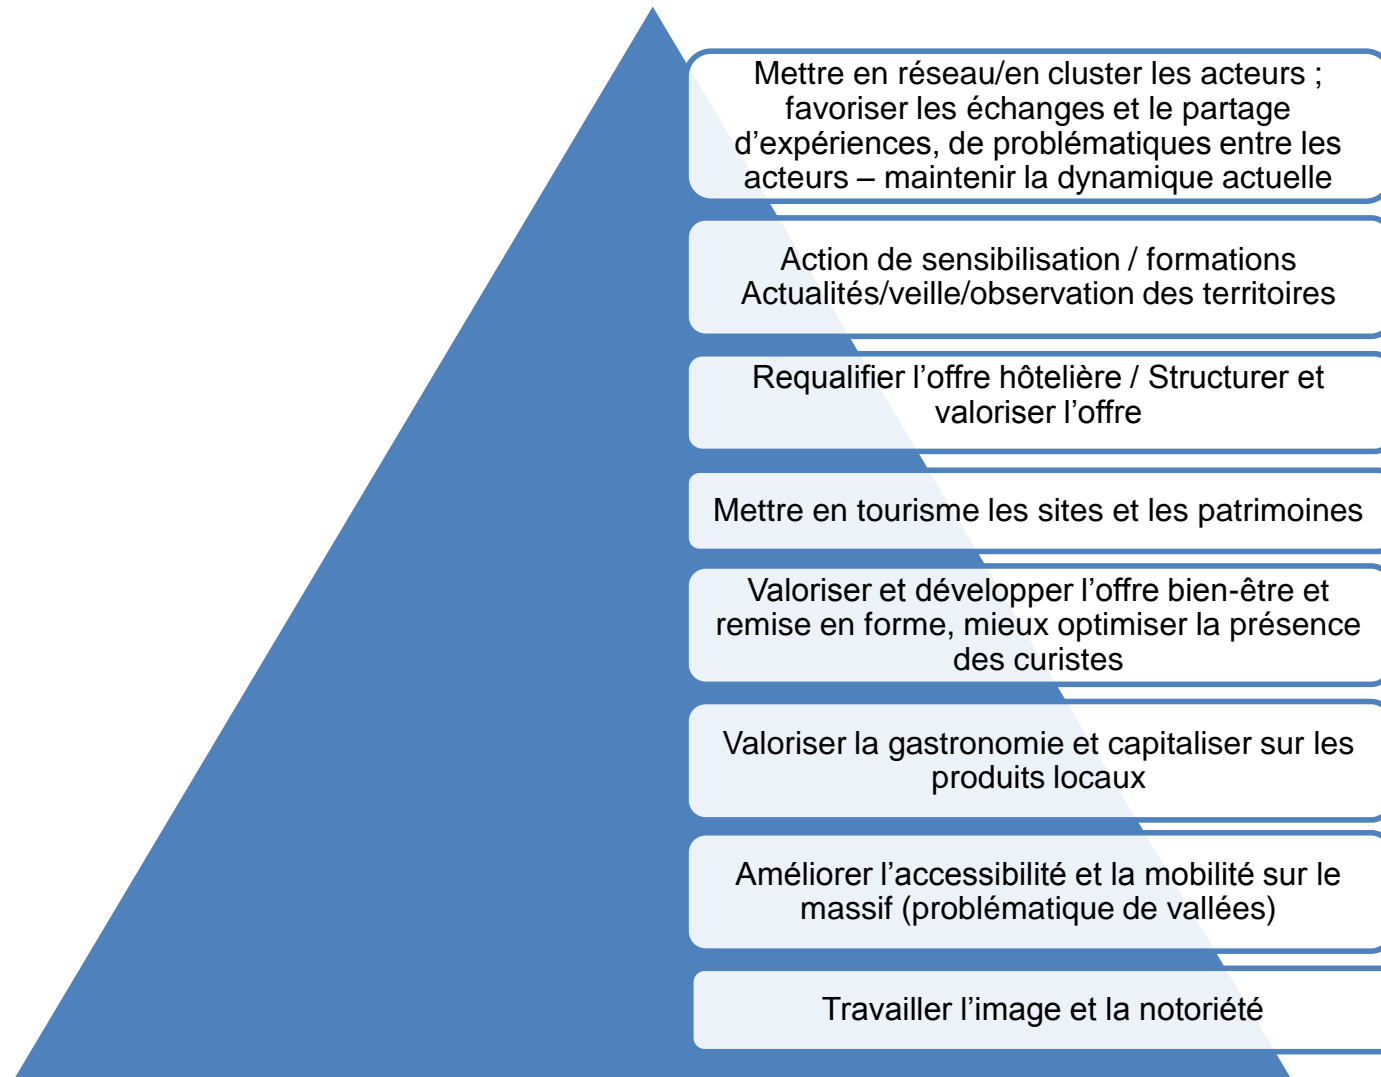 Mettre en réseau/en cluster les acteurs ;
favoriser les échanges et le partage
d’expériences, de problématiques entre les
acteurs – maintenir la dynamique actuelle
Action de sensibilisation / formations
Actualités/veille/observation des territoires
Requalifier l’offre hôtelière / Structurer et
valoriser l’offre
Mettre en tourisme les sites et les patrimoines
Valoriser et développer l’offre bien-être et
remise en forme, mieux optimiser la présence
des curistes
Valoriser la gastronomie et capitaliser sur les
produits locaux
Améliorer l’accessibilité et la mobilité sur le
massif (problématique de vallées)
Travailler l’image et la notoriété